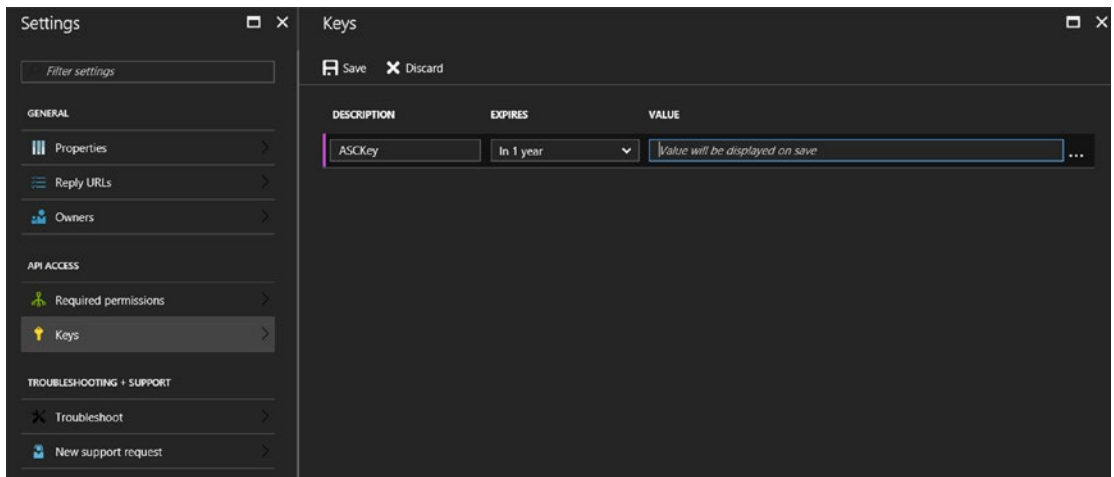 Settings
Filter settings
GENERAL
Properties
Reply URLs
Owners
API ACCESS
Required permissions
Keys
TROUBLESHOOTING + SUPPORT
Troubleshoot
New support request
Keys
Save Discard
DESCRIPTION EXPIRES VALUE
ASCKey In 1 year Value will be displayed on save ...